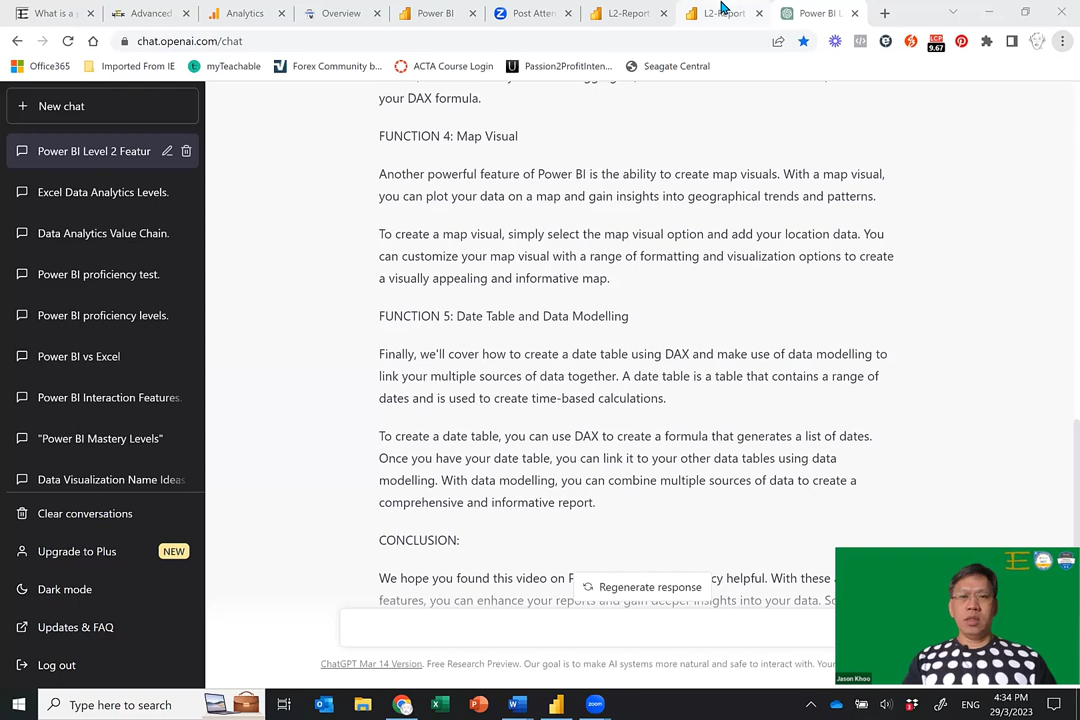 What is a
Advanced
Analytics
Overview
Power BI
Post Atten
L2-Report
L2-Report
Power BI L
chat.openai.com/chat
9.67
Office365
Imported From IE
myTeachable
Forex Community b...
ACTA Course Login
Passion2ProfitInten...
Seagate Central
New chat
Power BI Level 2 Featur
Excel Data Analytics Levels.
Data Analytics Value Chain.
Power BI proficiency test.
Power BI proficiency levels.
Power BI vs Excel
Power BI Interaction Features.
"Power BI Mastery Levels"
Data Visualization Name Ideas
Clear conversations
Upgrade to Plus
NEW
Dark mode
Updates & FAQ
Log out
your DAX formula.
FUNCTION 4: Map Visual
Another powerful feature of Power BI is the ability to create map visuals. With a map visual,
you can plot your data on a map and gain insights into geographical trends and patterns.
To create a map visual, simply select the map visual option and add your location data. You
can customize your map visual with a range of formatting and visualization options to create
a visually appealing and informative map.
FUNCTION 5: Date Table and Data Modelling
Finally, we'll cover how to create a date table using DAX and make use of data modelling to
link your multiple sources of data together. A date table is a table that contains a range of
dates and is used to create time-based calculations.
To create a date table, you can use DAX to create a formula that generates a list of dates.
Once you have your date table, you can link it to your other data tables using data
modelling. With data modelling, you can combine multiple sources of data to create a
comprehensive and informative report.
CONCLUSION:
We hope you found this video on P cy helpful. With these
Regenerate response
features, you can enhance your reports and gain deeper insights into your data. So
ChatGPT Mar 14 Version. Free Research Preview. Our goal is to make AI systems more natural and safe to interact with. Your
Jason Khoo
Type here to search
zoom
ENG
4:34 PM
29/3/2023